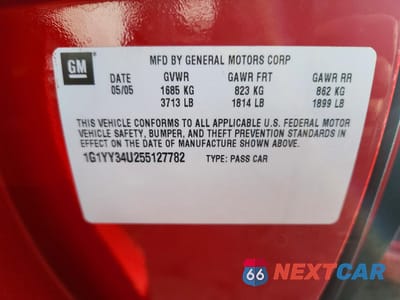 GM
MFD BY GENERAL MOTORS CORP
DATE GVWR GAWR FRT GAWR RR
05/05 1685 KG 823 KG 862 KG
3713 LB 1814 LB 1899 LB
THIS VEHICLE CONFORMS TO ALL APPLICABLE U.S. FEDERAL MOTOR
VEHICLE SAFETY, BUMPER, AND THEFT PREVENTION STANDARDS IN
EFFECT ON THE DATE OF MANUFACTURE SHOWN ABOVE.
1G1YY34U255127782 TYPE: PASS CAR
66 NEXTCAR